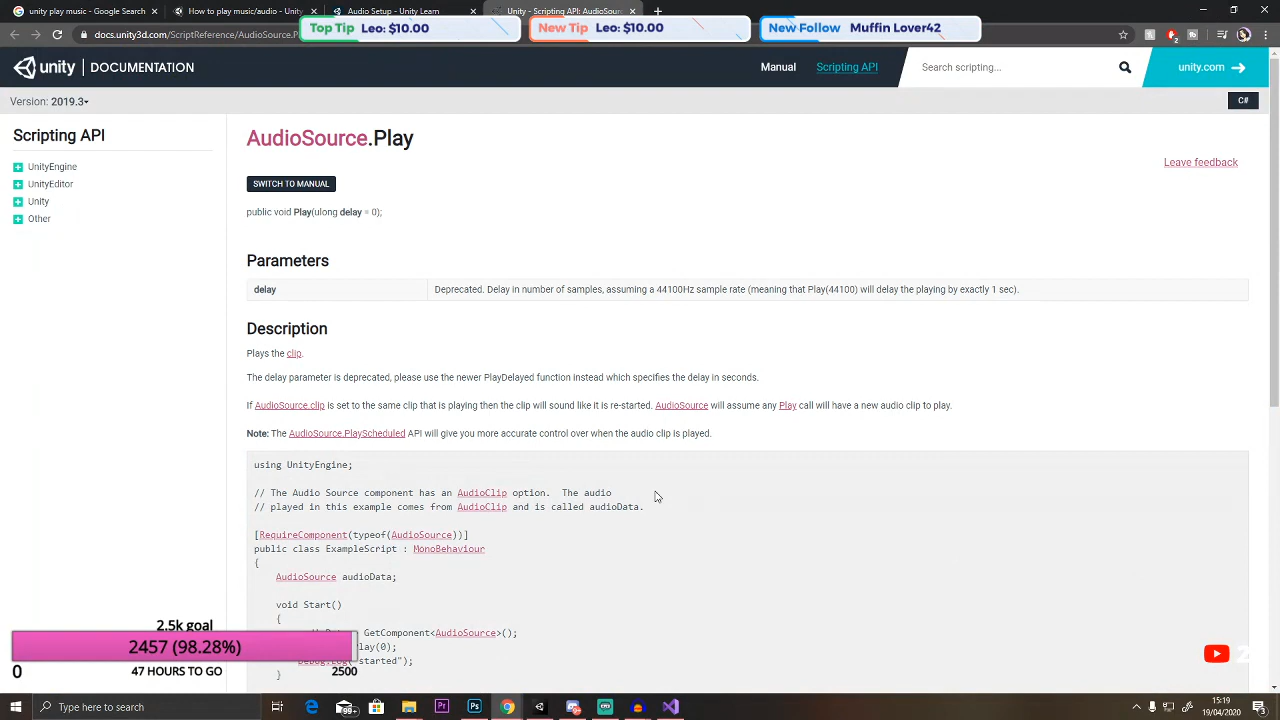 unity audi
How to play music/audio - Unity
Audio Setup - Unity Learn
Unity - Scripting API: AudioSour
Top Tip Leo: $10.00
New Tip Leo: $10.00
New Follow Muffin Lover42
unity DOCUMENTATION
Manual
Scripting API
Search scripting...
unity.com
Version: 2019.3
C#
Scripting API
UnityEngine
UnityEditor
Unity
Other
AudioSource.Play
Leave feedback
SWITCH TO MANUAL
public void Play(ulong delay = 0);
Parameters
delay Deprecated. Delay in number of samples, assuming a 44100Hz sample rate (meaning that Play(44100) will delay the playing by exactly 1 sec).
Description
Plays the clip.
The delay parameter is deprecated, please use the newer PlayDelayed function instead which specifies the delay in seconds.
If AudioSource.clip is set to the same clip that is playing then the clip will sound like it is re-started. AudioSource will assume any Play call will have a new audio clip to play.
Note: The AudioSource.PlayScheduled API will give you more accurate control over when the audio clip is played.
using UnityEngine;
// The Audio Source component has an AudioClip option. The audio
// played in this example comes from AudioClip and is called audioData.
[RequireComponent(typeof(AudioSource))]
public class ExampleScript : MonoBehaviour
{
AudioSource audioData;
void Start()
{
GetComponent<AudioSource>();
lay(0);
Debug.Log("started");
}
2.5k goal
2457 (98.28%)
0 47 HOURS TO GO 2500
Type here to search
15:19
19/04/2020